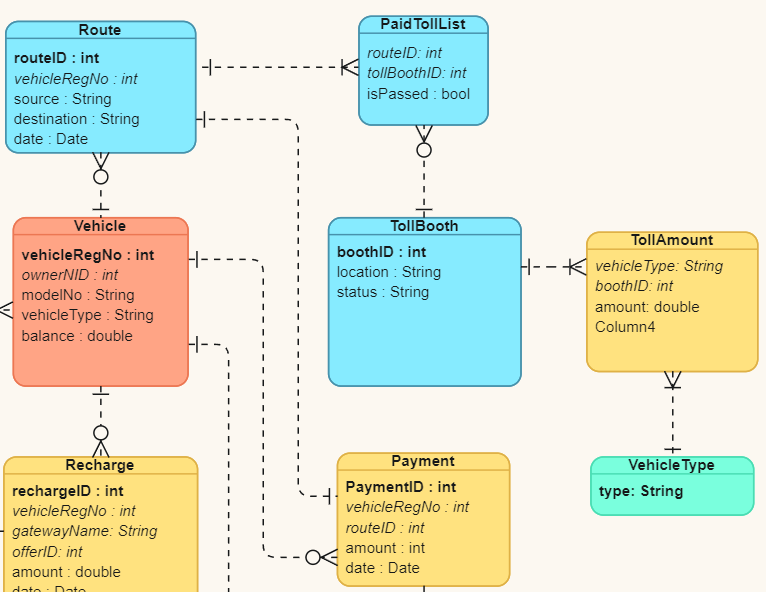 Route
routeID : int
vehicleRegNo : int
source : String
destination : String
date : Date
PaidTollList
routeID: int
tollBoothID: int
isPassed : bool
Vehicle
vehicleRegNo : int
ownerNID : int
modelNo : String
vehicleType : String
balance : double
TollBooth
boothID : int
location : String
status : String
TollAmount
vehicleType: String
boothID: int
amount: double
Column4
Recharge
rechargeID : int
vehicleRegNo : int
gatewayName: String
offerID: int
amount : double
date : Date
Payment
PaymentID : int
vehicleRegNo : int
routeID : int
amount : int
date : Date
VehicleType
type: String